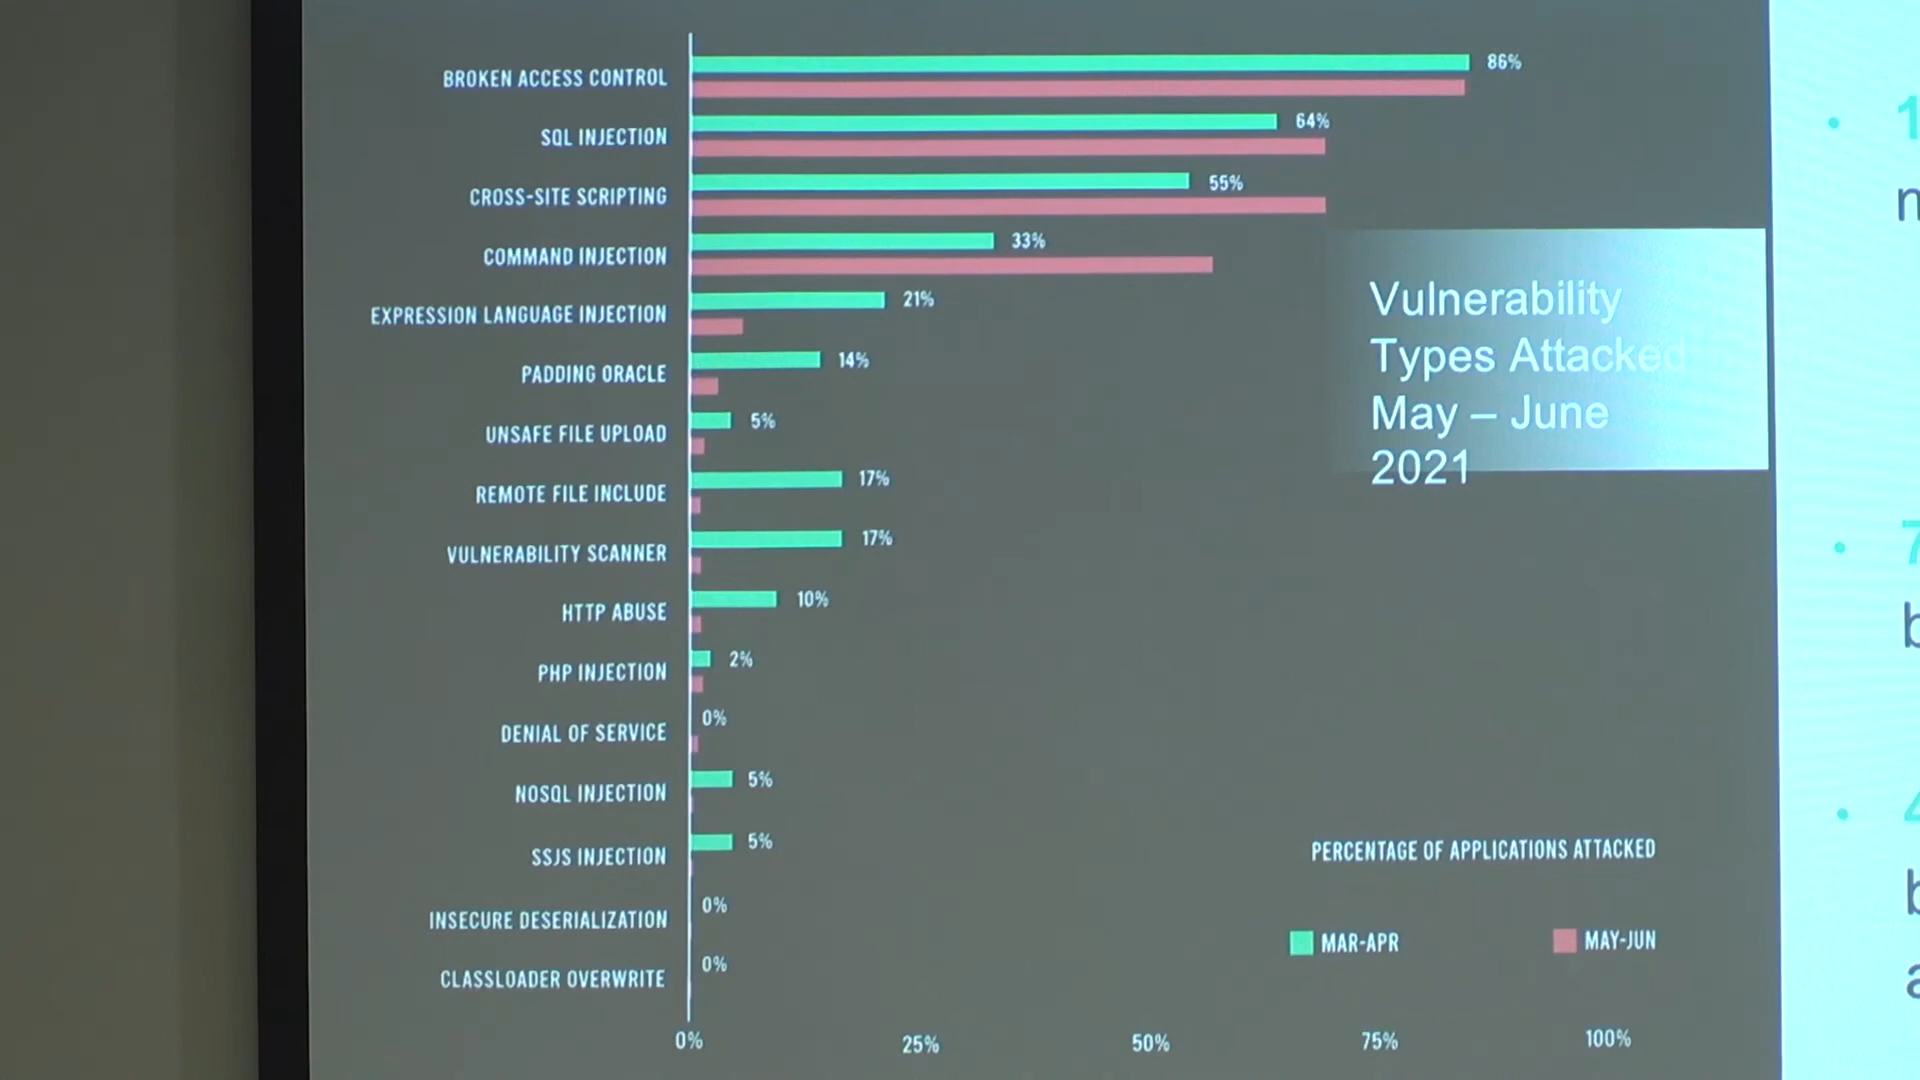 BROKEN ACCESS CONTROL 86%
SQL INJECTION 64%
CROSS-SITE SCRIPTING 55%
COMMAND INJECTION 33%
EXPRESSION LANGUAGE INJECTION 21%
PADDING ORACLE 14%
UNSAFE FILE UPLOAD 5%
REMOTE FILE INCLUDE 17%
VULNERABILITY SCANNER 17%
HTTP ABUSE 10%
PHP INJECTION 2%
DENIAL OF SERVICE 0%
NOSQL INJECTION 5%
SSJS INJECTION 5%
INSECURE DESERIALIZATION 0%
CLASSLOADER OVERWRITE 0%
0% 25% 50% 75% 100%
Vulnerability
Types Attacked
May – June
2021
PERCENTAGE OF APPLICATIONS ATTACKED
MAR-APR MAY-JUN